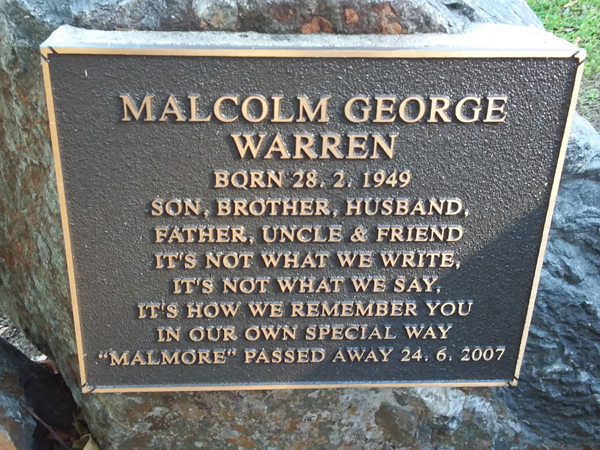 MALCOLM GEORGE
WARREN
BORN 28. 2. 1949
SON, BROTHER, HUSBAND,
FATHER, UNCLE & FRIEND
IT'S NOT WHAT WE WRITE,
IT'S NOT WHAT WE SAY,
IT'S HOW WE REMEMBER YOU
IN OUR OWN SPECIAL WAY
"MALMORE" PASSED AWAY 24. 6. 2007